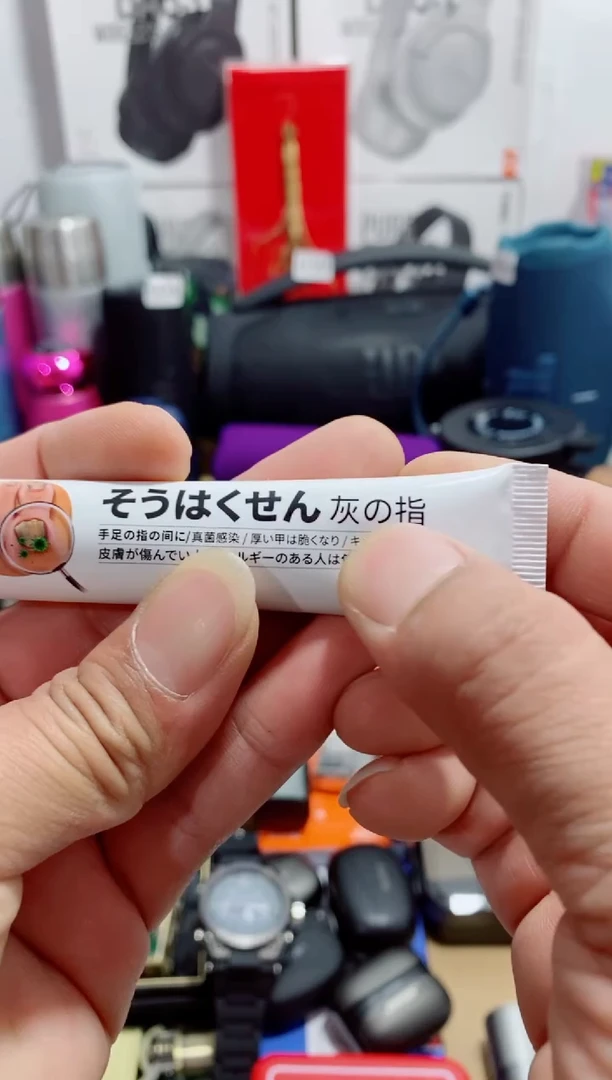 そうはくせん 灰の指
手足の指の間に/真菌感染 / 厚い甲は脆くなり / キ
皮膚が傷んでい ルギーのある人は